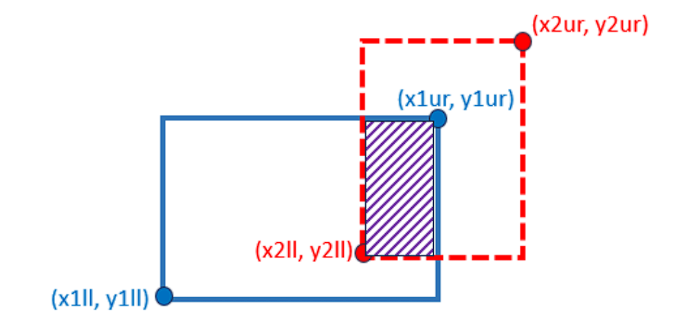 (x2ur, y2ur)
(x1ur, y1ur)
(x2ll, y2ll)
(x1ll, y1ll)